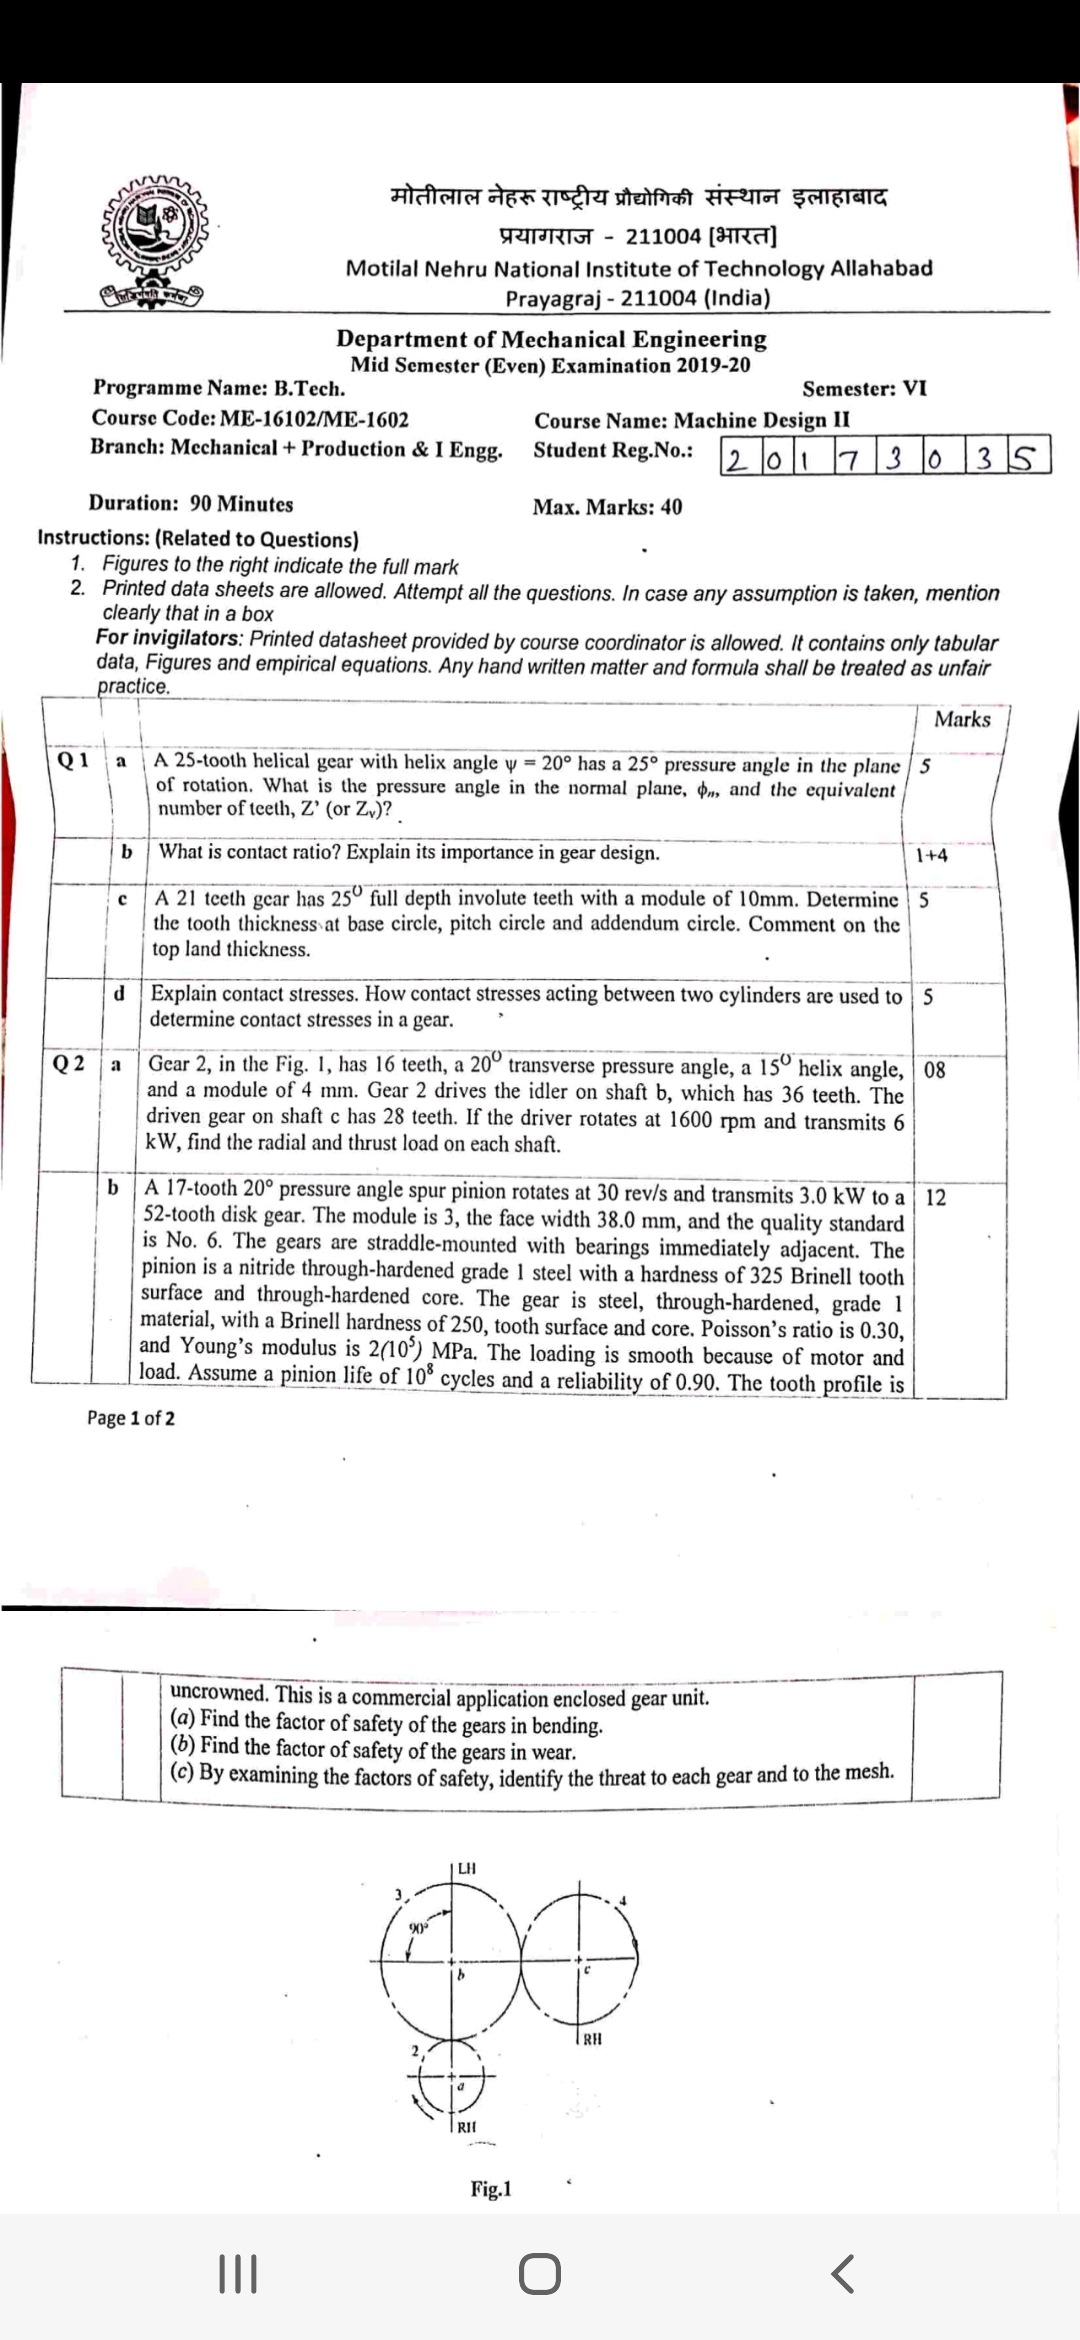 मोतीलाल नेहरू राष्ट्रीय प्रौद्योगिकी संस्थान इलाहाबाद
प्रयागराज - 211004 [भारत]
Motilal Nehru National Institute of Technology Allahabad
Prayagraj - 211004 (India)
Department of Mechanical Engineering
Mid Semester (Even) Examination 2019-20
Programme Name: B.Tech. Semester: VI
Course Code: ME-16102/ME-1602 Course Name: Machine Design II
Branch: Mechanical + Production & I Engg. Student Reg.No.: 2 0 1 7 3 0 3 5
Duration: 90 Minutes Max. Marks: 40
Instructions: (Related to Questions)
1. Figures to the right indicate the full mark
2. Printed data sheets are allowed. Attempt all the questions. In case any assumption is taken, mention
clearly that in a box
For invigilators: Printed datasheet provided by course coordinator is allowed. It contains only tabular
data, Figures and empirical equations. Any hand written matter and formula shall be treated as unfair
practice.
Marks
Q 1 a A 25-tooth helical gear with helix angle ψ = 20° has a 25° pressure angle in the plane 5
of rotation. What is the pressure angle in the normal plane, ϕn, and the equivalent
number of teeth, Z' (or Zv)?
b What is contact ratio? Explain its importance in gear design. 1+4
c A 21 teeth gear has 25⁰ full depth involute teeth with a module of 10mm. Determine 5
the tooth thickness at base circle, pitch circle and addendum circle. Comment on the
top land thickness.
d Explain contact stresses. How contact stresses acting between two cylinders are used to 5
determine contact stresses in a gear.
Q 2 a Gear 2, in the Fig. 1, has 16 teeth, a 20⁰ transverse pressure angle, a 15⁰ helix angle, 08
and a module of 4 mm. Gear 2 drives the idler on shaft b, which has 36 teeth. The
driven gear on shaft c has 28 teeth. If the driver rotates at 1600 rpm and transmits 6
kW, find the radial and thrust load on each shaft.
b A 17-tooth 20° pressure angle spur pinion rotates at 30 rev/s and transmits 3.0 kW to a 12
52-tooth disk gear. The module is 3, the face width 38.0 mm, and the quality standard
is No. 6. The gears are straddle-mounted with bearings immediately adjacent. The
pinion is a nitride through-hardened grade 1 steel with a hardness of 325 Brinell tooth
surface and through-hardened core. The gear is steel, through-hardened, grade 1
material, with a Brinell hardness of 250, tooth surface and core. Poisson's ratio is 0.30,
and Young's modulus is 2(10⁵) MPa. The loading is smooth because of motor and
load. Assume a pinion life of 10⁸ cycles and a reliability of 0.90. The tooth profile is
Page 1 of 2
uncrowned. This is a commercial application enclosed gear unit.
(a) Find the factor of safety of the gears in bending.
(b) Find the factor of safety of the gears in wear.
(c) By examining the factors of safety, identify the threat to each gear and to the mesh.
LH
3
4
90°
b
c
RH
2
a
RH
Fig.1